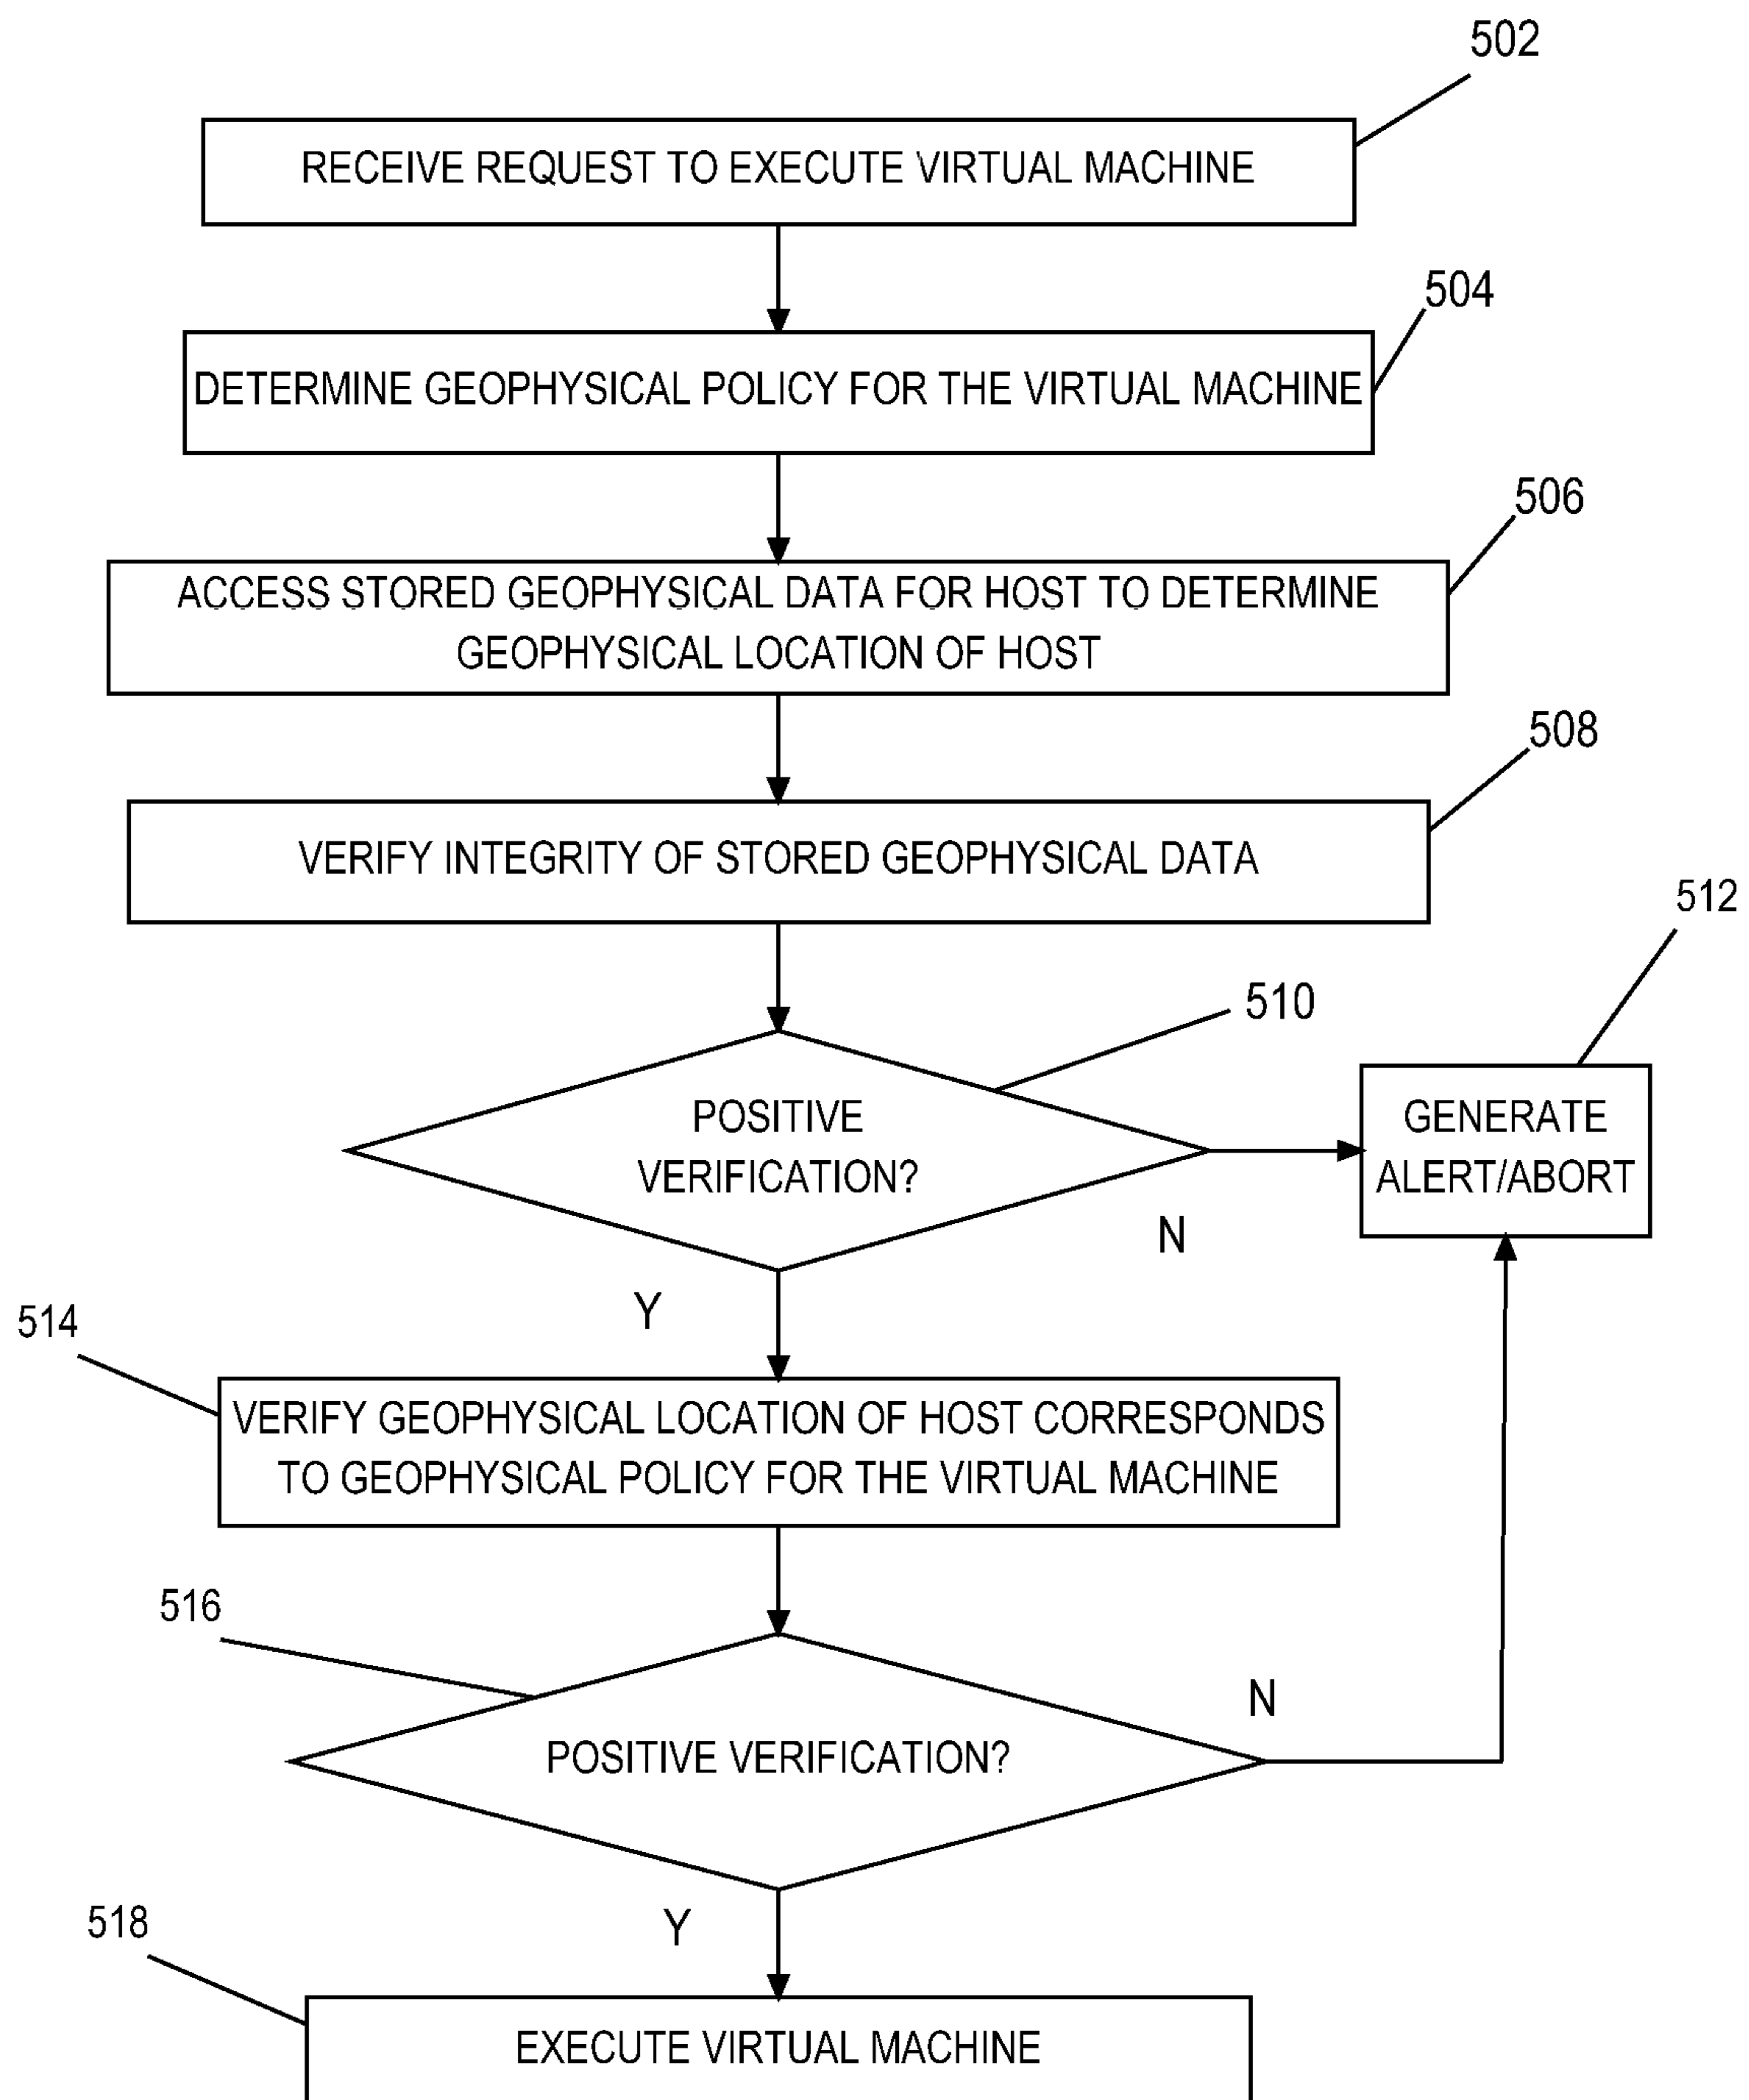 502
RECEIVE REQUEST TO EXECUTE VIRTUAL MACHINE
504
DETERMINE GEOPHYSICAL POLICY FOR THE VIRTUAL MACHINE
506
ACCESS STORED GEOPHYSICAL DATA FOR HOST TO DETERMINE
GEOPHYSICAL LOCATION OF HOST
508
VERIFY INTEGRITY OF STORED GEOPHYSICAL DATA
512
510
POSITIVE
VERIFICATION?
GENERATE
ALERT/ABORT
N
Y
514
VERIFY GEOPHYSICAL LOCATION OF HOST CORRESPONDS
TO GEOPHYSICAL POLICY FOR THE VIRTUAL MACHINE
516
N
POSITIVE VERIFICATION?
Y
518
EXECUTE VIRTUAL MACHINE